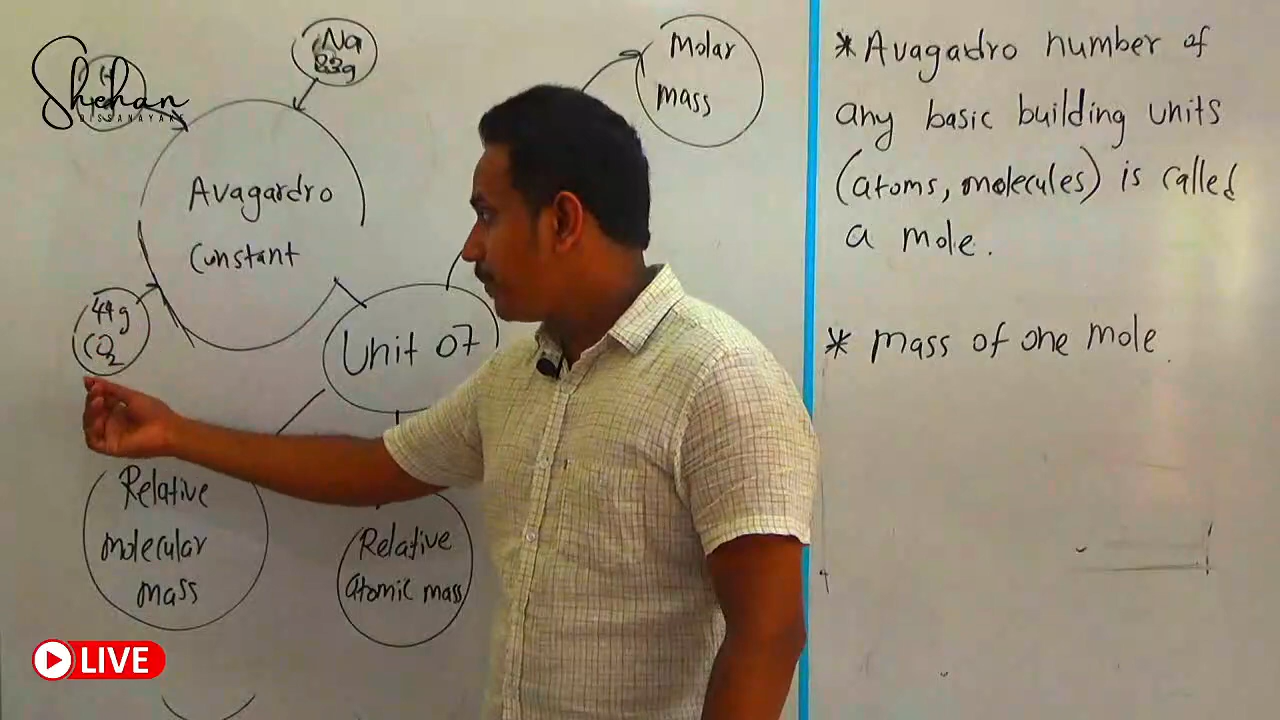 Shehan
DISSANAYAKE
Na
23g
Molar
mass
Avagardro
Constant
44g
CO2
Unit 07
Relative
molecular
mass
Relative
atomic mass
LIVE
* Avagadro number of
any basic building units
(atoms, molecules) is called
a mole.
* Mass of one mole.